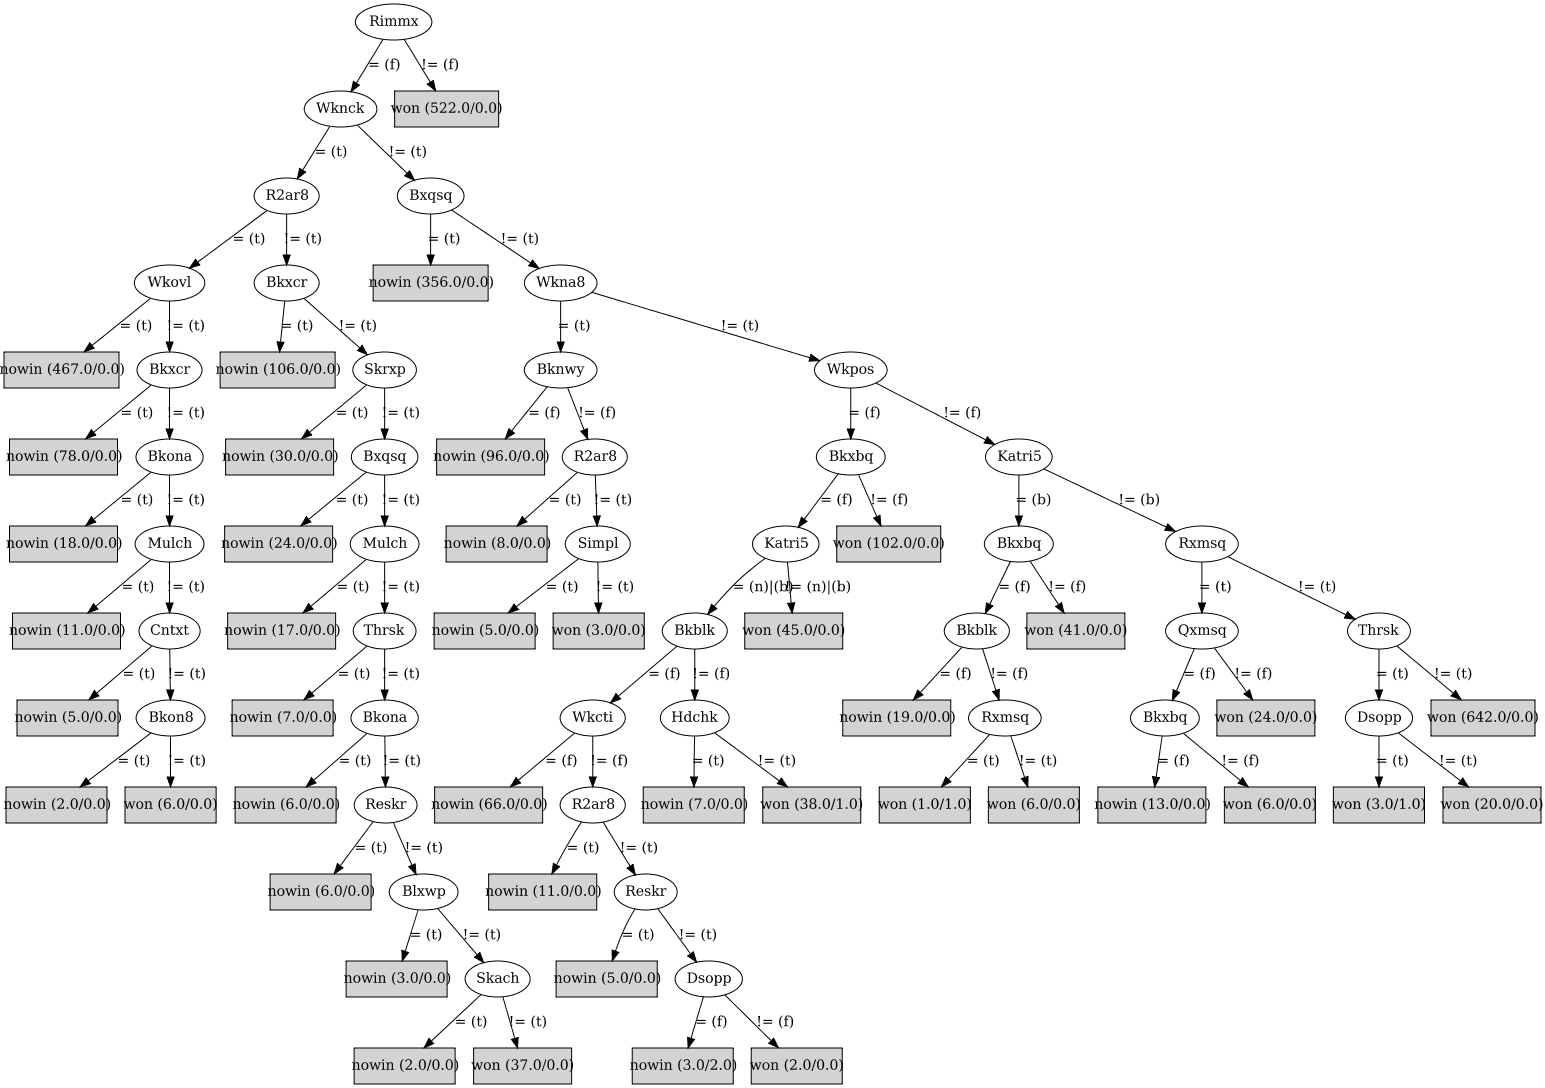 Rimmx
= (f) != (f)
Wknck won (522.0/0.0)
= (t) != (t)
R2ar8 Bxqsq
= (t) != (t) = (t) != (t)
Wkovl Bkxcr nowin (356.0/0.0) Wkna8
= (t) != (t) = (t) != (t) = (t) != (t)
nowin (467.0/0.0) Bkxcr nowin (106.0/0.0) Skrxp Bknwy Wkpos
= (t) != (t) = (t) != (t) = (f) != (f) = (f) != (f)
nowin (78.0/0.0) Bkona nowin (30.0/0.0) Bxqsq nowin (96.0/0.0) R2ar8 Bkxbq Katri5
= (t) != (t) = (t) != (t) = (t) != (t) = (f) != (f) = (b) != (b)
nowin (18.0/0.0) Mulch nowin (24.0/0.0) Mulch nowin (8.0/0.0) Simpl Katri5 won (102.0/0.0) Bkxbq Rxmsq
= (t) != (t) = (t) != (t) = (t) != (t) = (n)|(b) != (n)|(b) = (f) != (f) = (t) != (t)
nowin (11.0/0.0) Cntxt nowin (17.0/0.0) Thrsk nowin (5.0/0.0) won (3.0/0.0) Bkblk won (45.0/0.0) Bkblk won (41.0/0.0) Qxmsq Thrsk
= (t) != (t) = (t) != (t) = (f) != (f) = (f) != (f) = (f) != (f) = (t) != (t)
nowin (5.0/0.0) Bkon8 nowin (7.0/0.0) Bkona Wkcti Hdchk nowin (19.0/0.0) Rxmsq Bkxbq won (24.0/0.0) Dsopp won (642.0/0.0)
= (t) != (t) = (t) != (t) = (f) != (f) = (t) != (t) = (t) != (t) = (f) != (f) = (t) != (t)
nowin (2.0/0.0) won (6.0/0.0) nowin (6.0/0.0) Reskr nowin (66.0/0.0) R2ar8 nowin (7.0/0.0) won (38.0/1.0) won (1.0/1.0) won (6.0/0.0) nowin (13.0/0.0) won (6.0/0.0) won (3.0/1.0) won (20.0/0.0)
= (t) != (t) = (t) != (t)
nowin (6.0/0.0) Blxwp nowin (11.0/0.0) Reskr
= (t) != (t) = (t) != (t)
nowin (3.0/0.0) Skach nowin (5.0/0.0) Dsopp
= (t) != (t) = (f) != (f)
nowin (2.0/0.0) won (37.0/0.0) nowin (3.0/2.0) won (2.0/0.0)